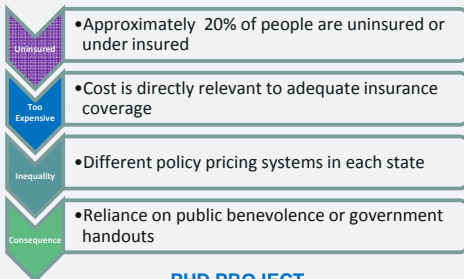 Uninsured
•Approximately 20% of people are uninsured or
under insured
Too
Expensive
•Cost is directly relevant to adequate insurance
coverage
Inequality
•Different policy pricing systems in each state
Consequence
•Reliance on public benevolence or government
handouts
PHD PROJECT